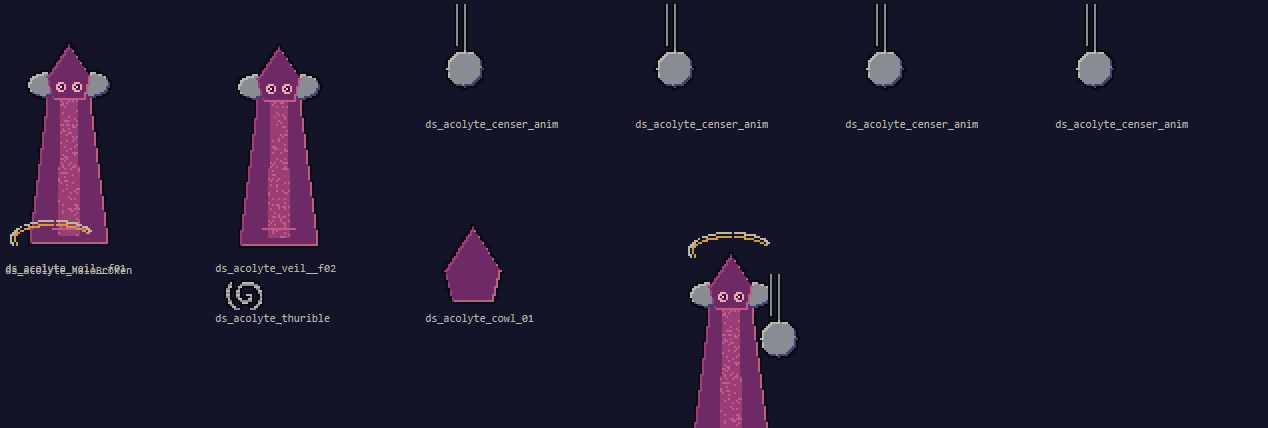 ds_acolyte_censer_anim
ds_acolyte_censer_anim
ds_acolyte_censer_anim
ds_acolyte_censer_anim
ds_acolyte_veil__f02
ds_acolyte_thurible
ds_acolyte_cowl_01